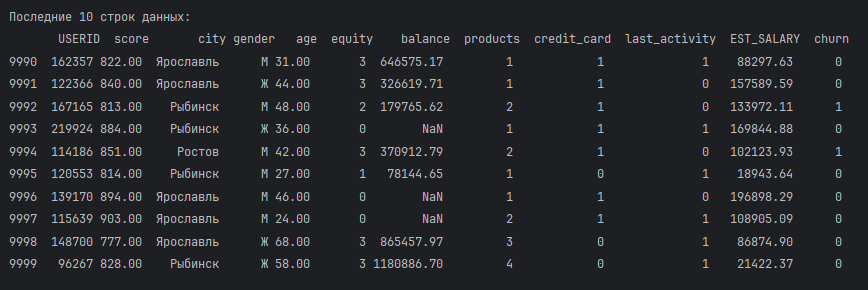 Последние 10 строк данных:
USERID score city gender age equity balance products credit_card last_activity EST_SALARY churn
9990 162357 822.00 Ярославль М 31.00 3 646575.17 1 1 1 88297.63 0
9991 122366 840.00 Ярославль Ж 44.00 3 326619.71 1 1 0 157589.59 0
9992 167165 813.00 Рыбинск М 48.00 2 179765.62 2 1 0 133972.11 1
9993 219924 884.00 Рыбинск Ж 36.00 0 NaN 1 1 1 169844.88 0
9994 114186 851.00 Ростов М 42.00 3 370912.79 2 1 0 102123.93 1
9995 120553 814.00 Рыбинск М 27.00 1 78144.65 1 0 1 18943.64 0
9996 139170 894.00 Ярославль М 46.00 0 NaN 1 1 0 196898.29 0
9997 115639 903.00 Ярославль М 24.00 0 NaN 2 1 1 108905.09 0
9998 148700 777.00 Ярославль Ж 68.00 3 865457.97 3 0 1 86874.90 0
9999 96267 828.00 Рыбинск Ж 58.00 3 1180886.70 4 0 1 21422.37 0